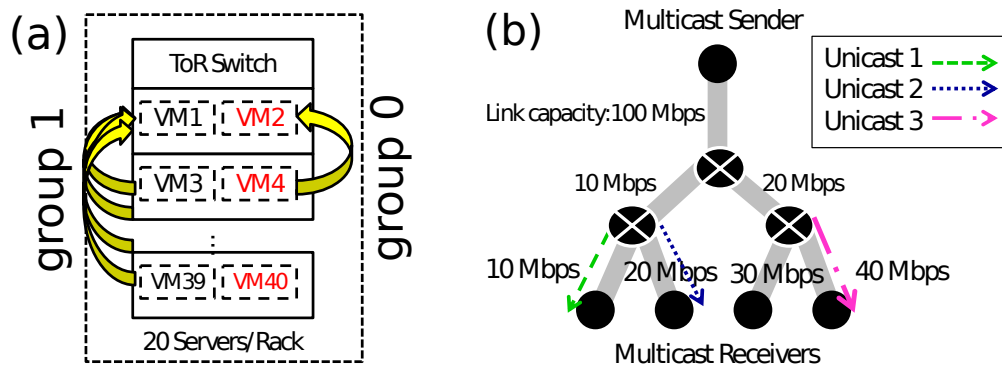 (a)
ToR Switch
VM1 VM2
VM3 VM4
...
VM39 VM40
20 Servers/Rack
group 1
group 0
(b)
Multicast Sender
Unicast 1
Unicast 2
Unicast 3
Link capacity:100 Mbps
10 Mbps
20 Mbps
10 Mbps
20 Mbps
30 Mbps
40 Mbps
Multicast Receivers